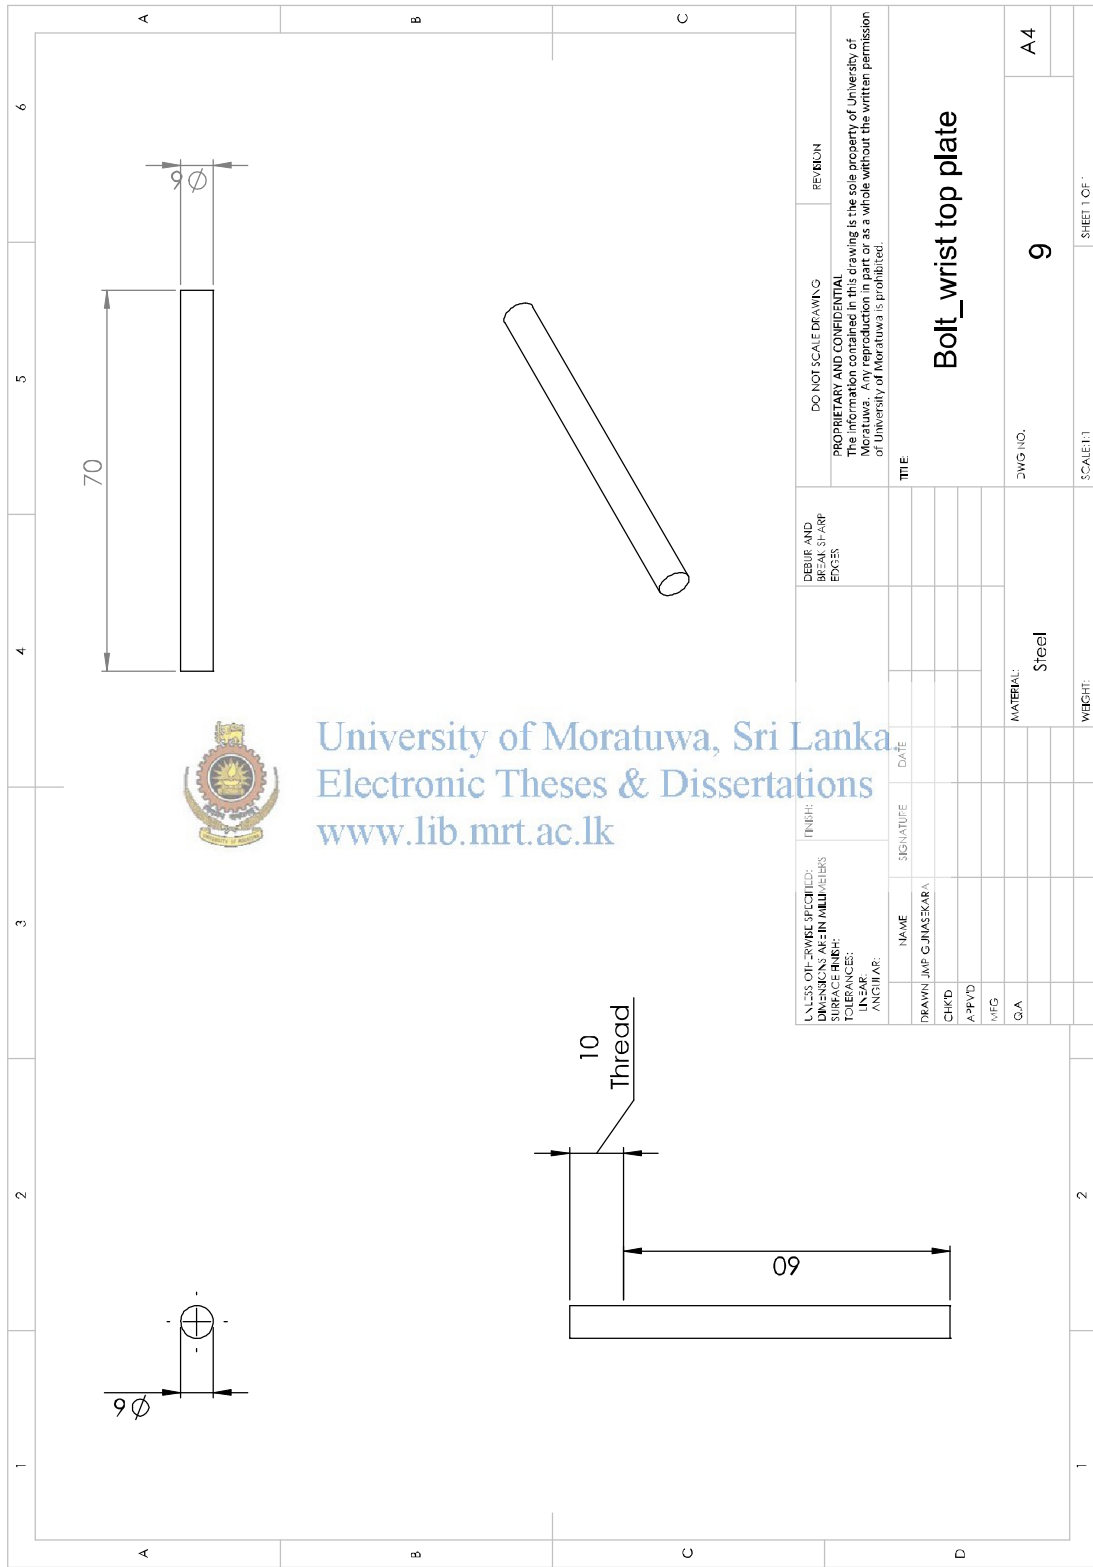 1
2
3
4
5
6
A
B
C
D
A
B
C
1
2
Ø6
70
Ø6
10
Thread
60
University of Moratuwa, Sri Lanka.
Electronic Theses & Dissertations
www.lib.mrt.ac.lk
UNLESS OTHERWISE SPECIFIED:
DIMENSIONS ARE IN MILLIMETERS
SURFACE FINISH:
TOLERANCES:
LINEAR:
ANGULAR:
FINISH:
DEBUR AND
BREAK SHARP
EDGES
DO NOT SCALE DRAWING
REVISION
PROPRIETARY AND CONFIDENTIAL
The information contained in this drawing is the sole property of University of
Moratuwa. Any reproduction in part or as a whole without the written permission
of University of Moratuwa is prohibited.
NAME
SIGNATURE
DATE
DRAWN
JMP GUNASEKARA
CHK'D
APPV'D
MFG
Q.A
TITLE:
Bolt_wrist top plate
MATERIAL:
Steel
DWG NO.
9
A4
WEIGHT:
SCALE:1:1
SHEET 1 OF